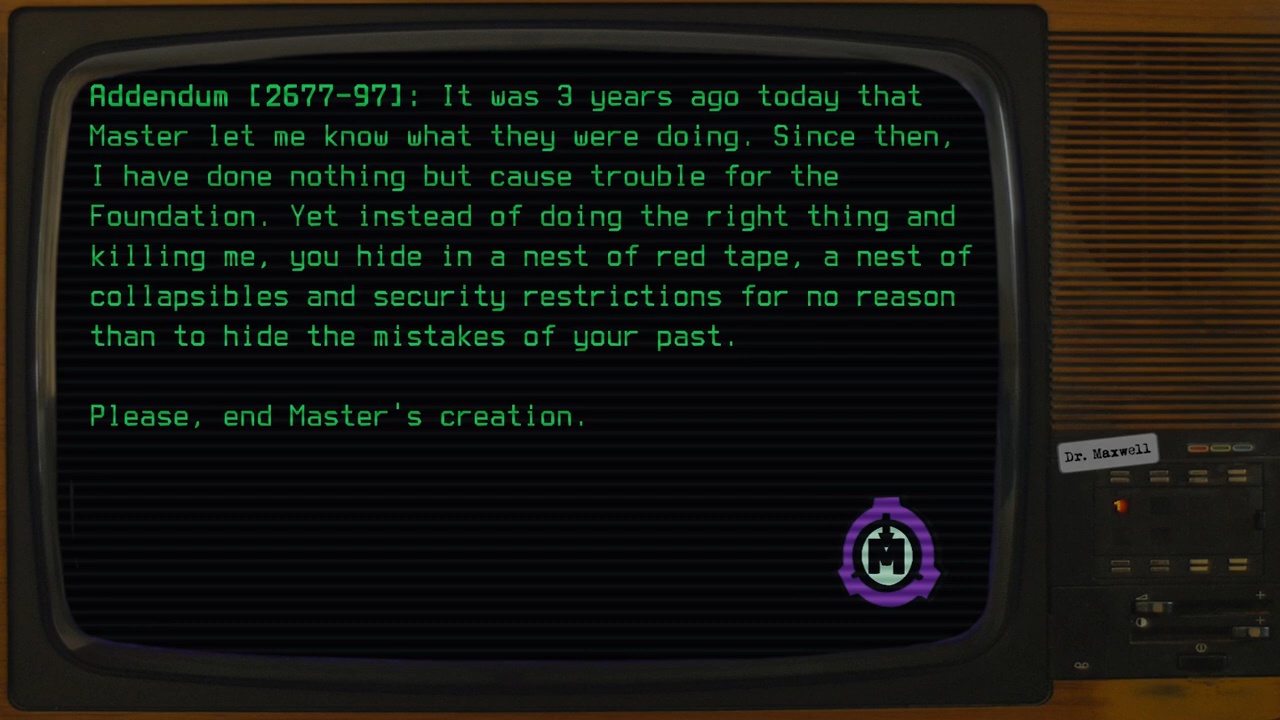 Addendum [2677-97]: It was 3 years ago today that
Master let me know what they were doing. Since then,
I have done nothing but cause trouble for the
Foundation. Yet instead of doing the right thing and
killing me, you hide in a nest of red tape, a nest of
collapsibles and security restrictions for no reason
than to hide the mistakes of your past.
Please, end Master's creation.
M
Dr. Maxwell
1